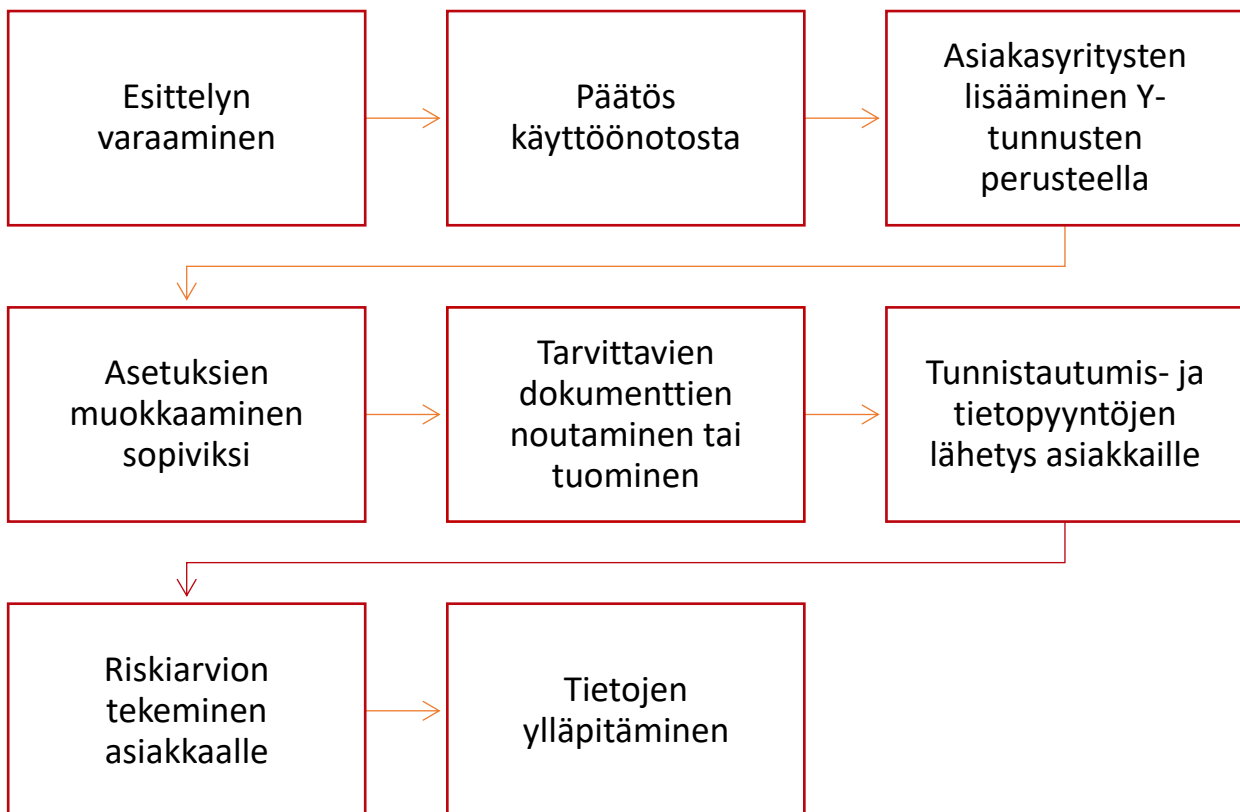 Esittelyn
varaaminen
Päätös
käyttöönotosta
Asiakasyritysten
lisääminen Y-
tunnusten
perusteella
Asetuksien
muokkaaminen
sopiviksi
Tarvittavien
dokumenttien
noutaminen tai
tuominen
Tunnistautumis- ja
tietopyyntöjen
lähetys asiakkaille
Riskiarvion
tekeminen
asiakkaalle
Tietojen
ylläpitäminen